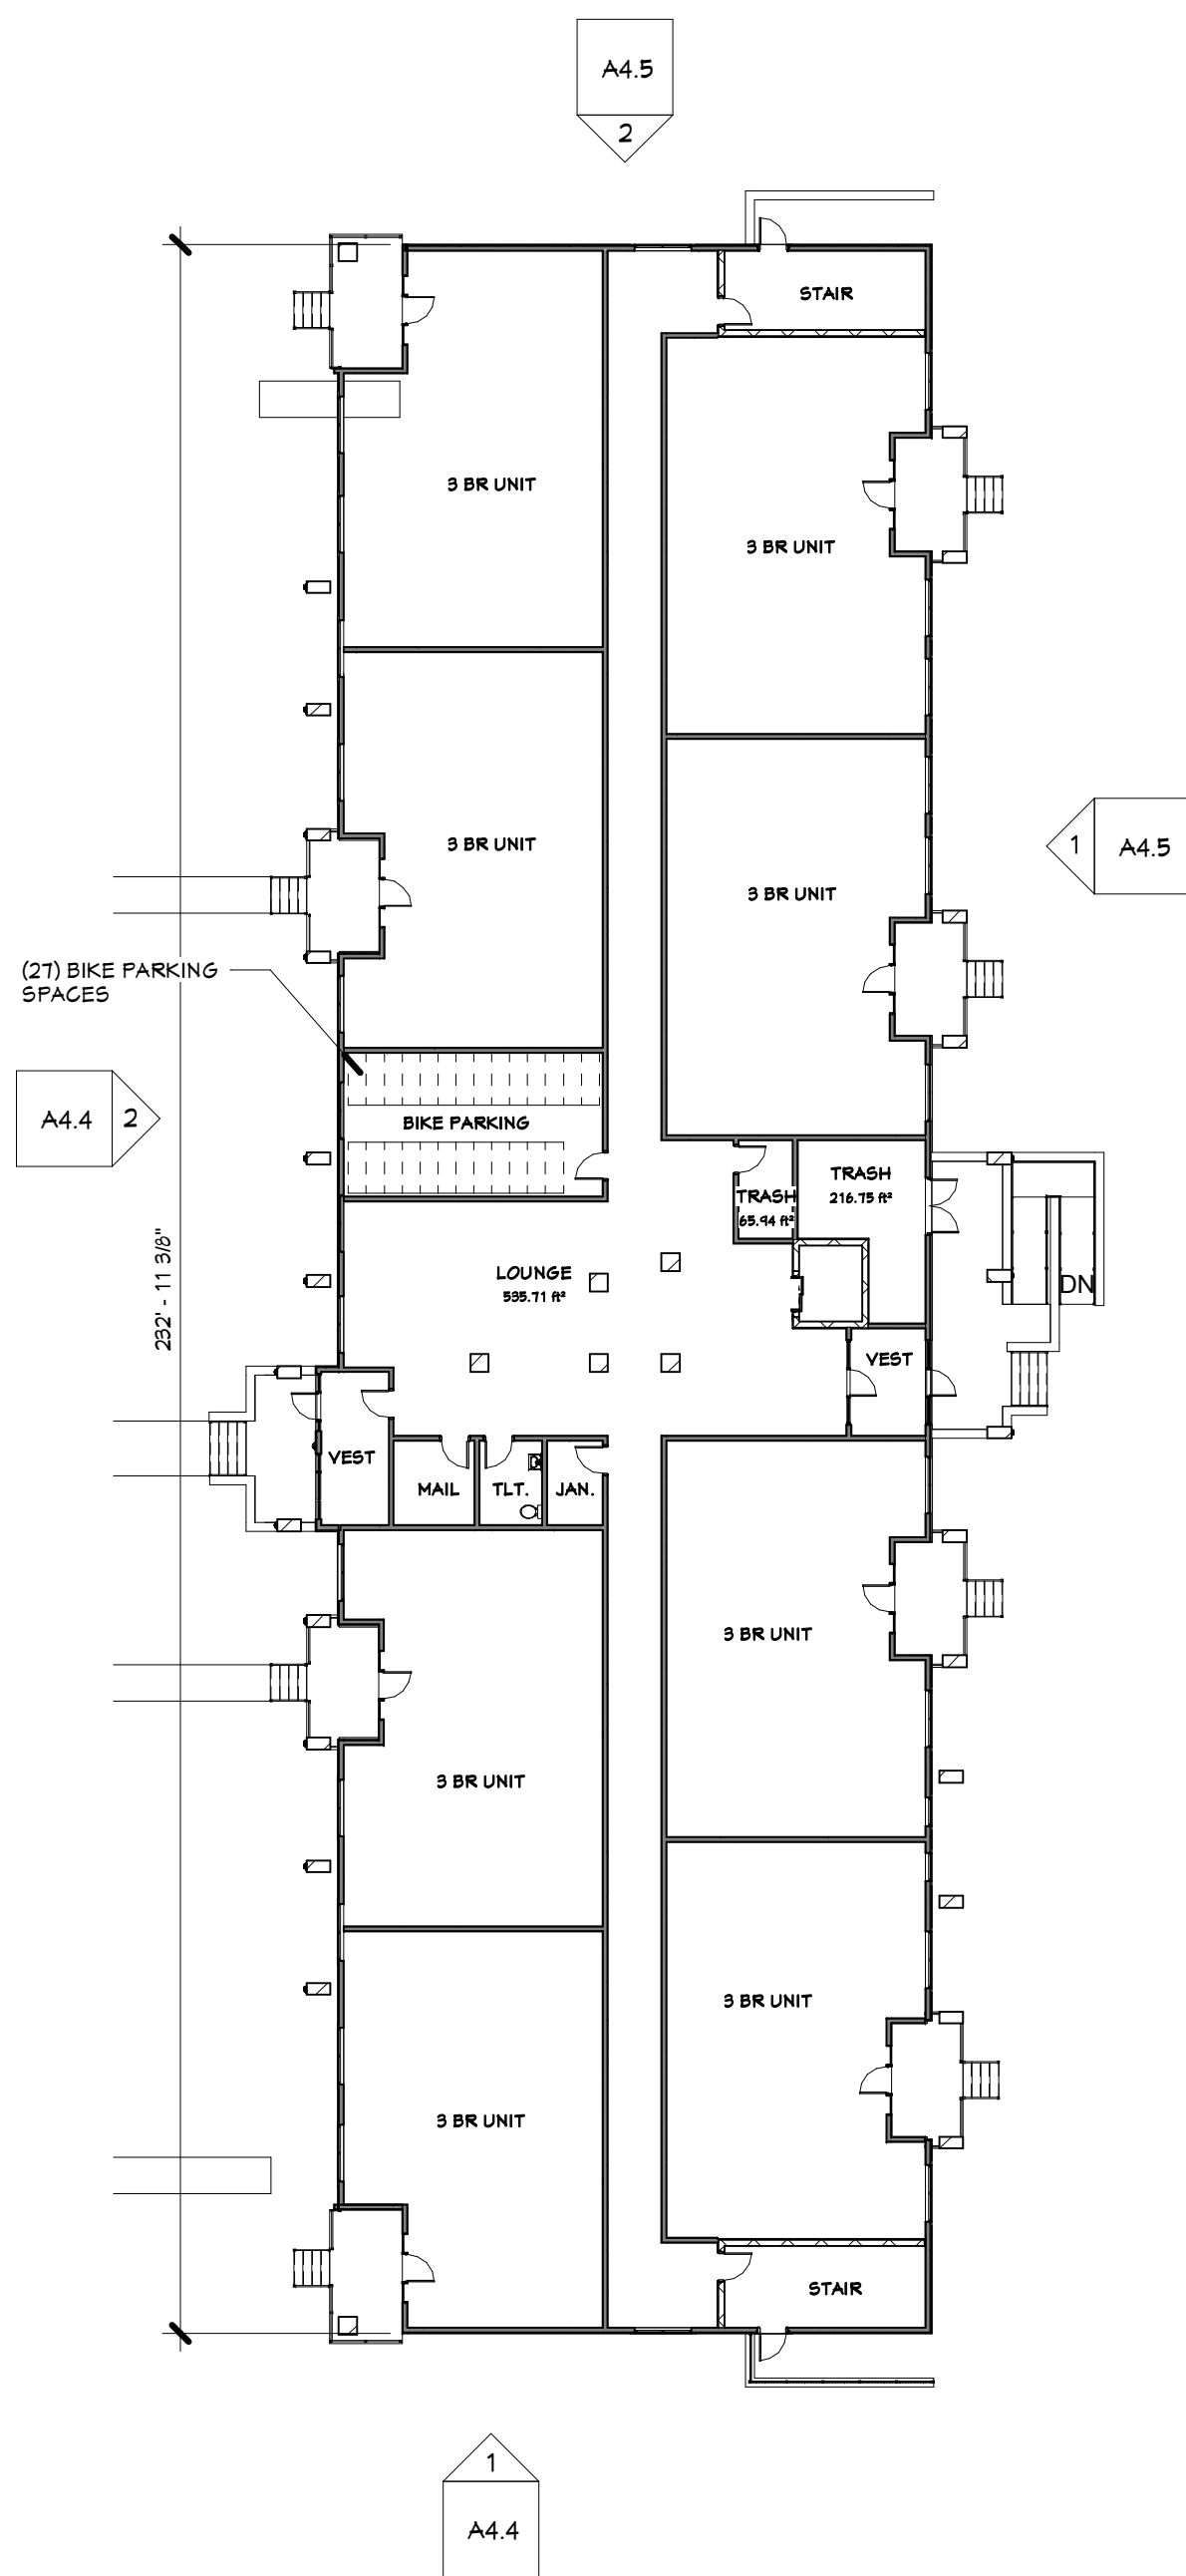 A4.5
2
STAIR
3 BR UNIT
3 BR UNIT
3 BR UNIT
1
A4.5
3 BR UNIT
(27) BIKE PARKING
SPACES
A4.4
2
BIKE PARKING
TRASH
216.75 ft²
TRASH
65.94 ft²
232' - 11 3/8"
LOUNGE
535.71 ft²
DN
VEST
VEST
MAIL
TLT.
JAN.
3 BR UNIT
3 BR UNIT
3 BR UNIT
3 BR UNIT
STAIR
1
A4.4